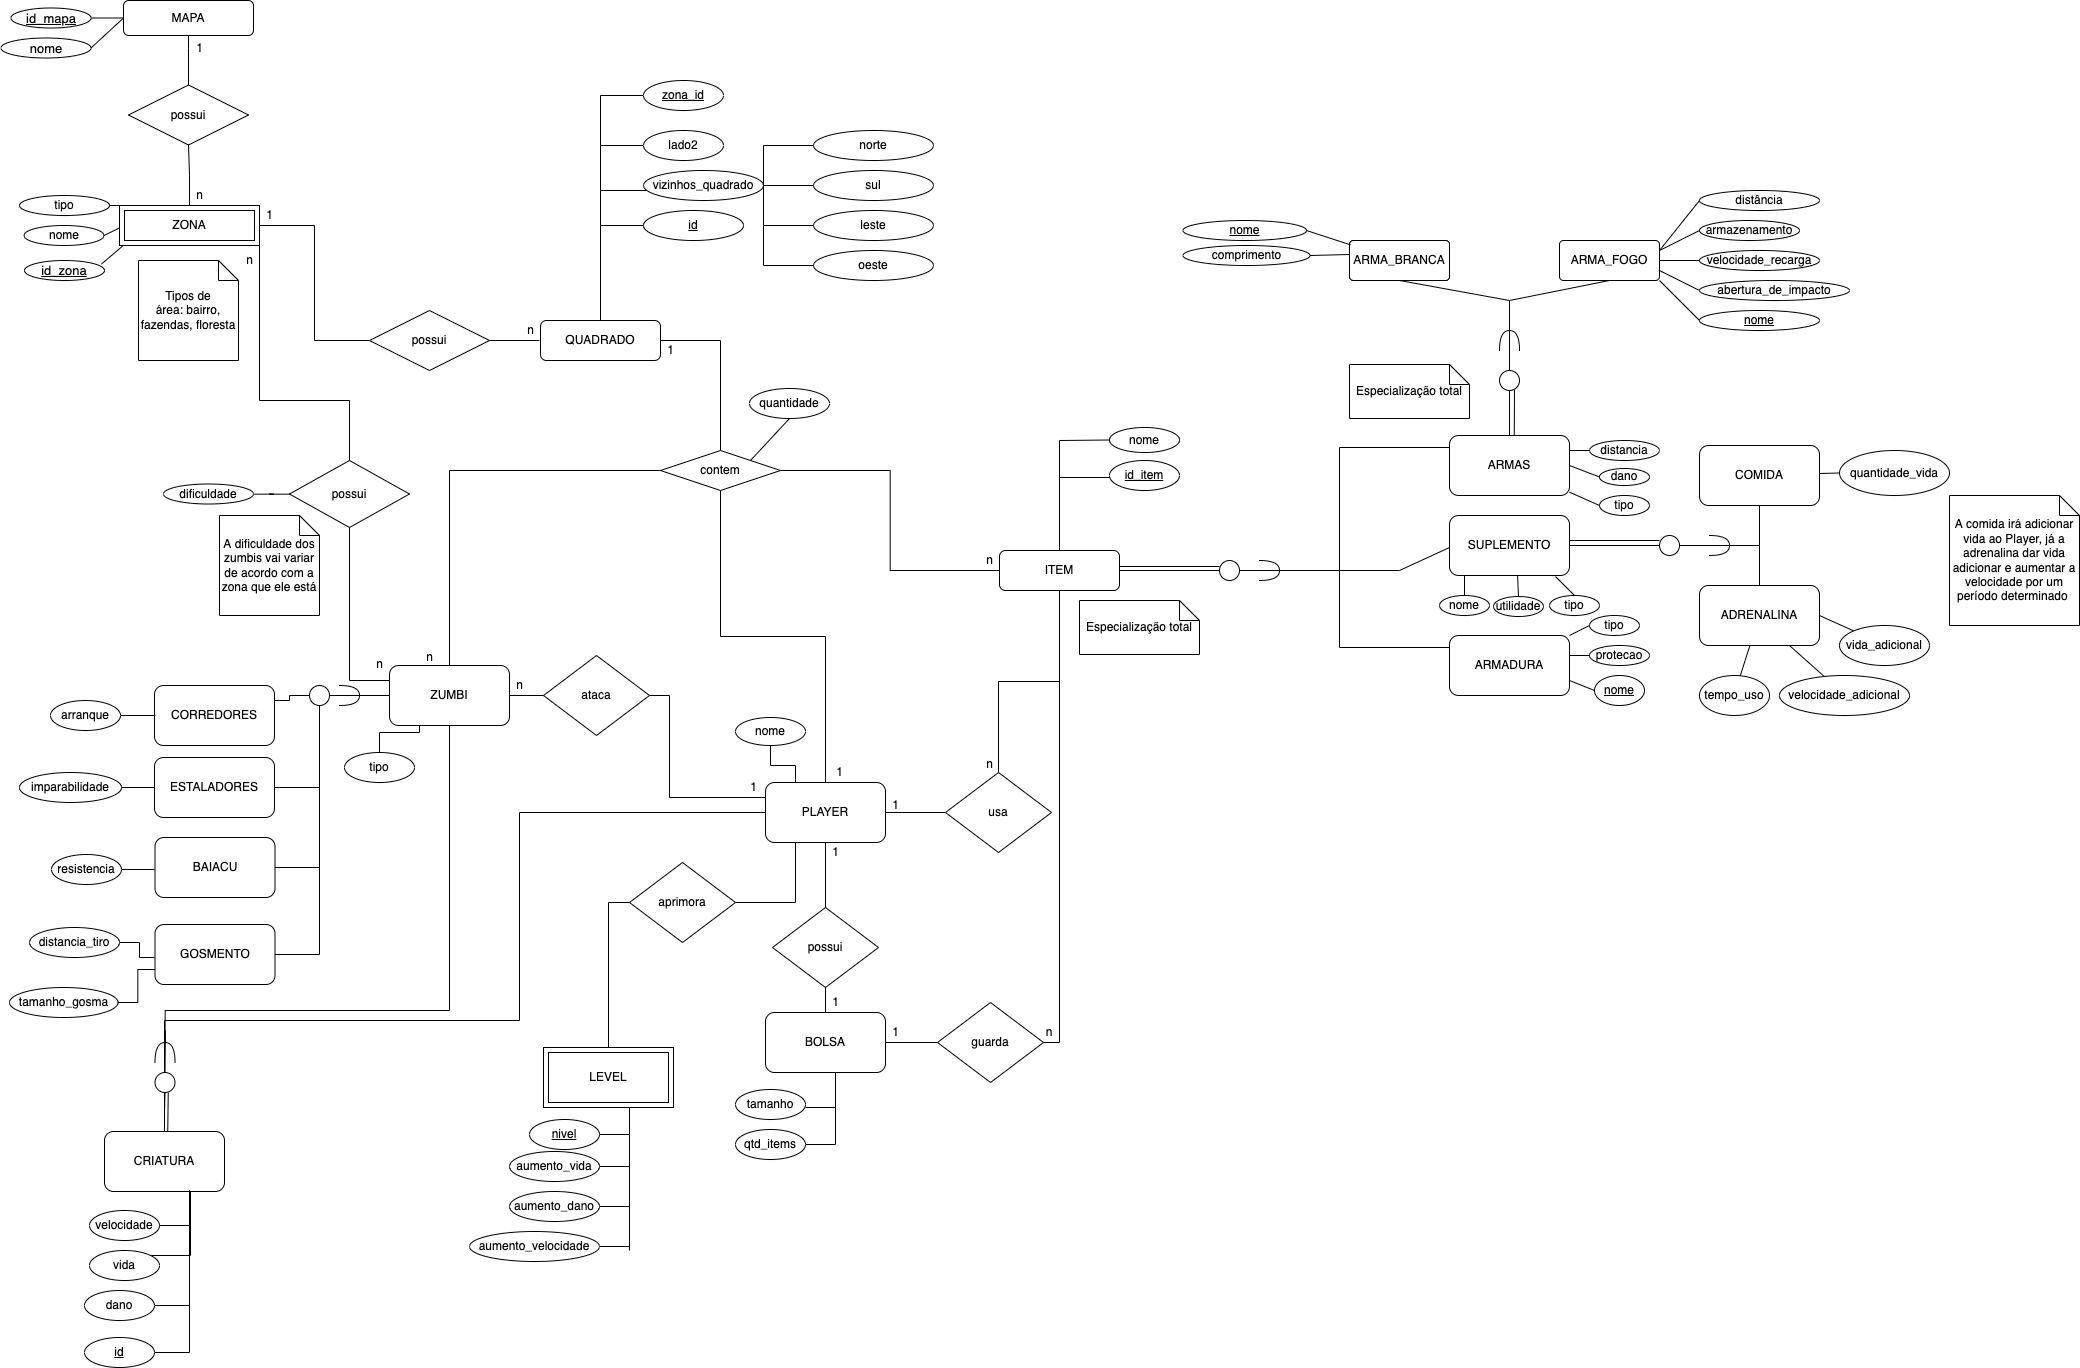 id_mapa
MAPA
nome
1
possui
n
tipo
ZONA
1
nome
id_zona
n
Tipos de
área: bairro,
fazendas, floresta
zona_id
lado2
vizinhos_quadrado
id
norte
sul
leste
oeste
possui
n
QUADRADO
1
quantidade
contem
dificuldade
-
possui
A dificuldade dos
zumbis vai variar
de acordo com a
zona que ele está
n
n
ZUMBI
n
ataca
tipo
arranque
CORREDORES
imparabilidade
ESTALADORES
resistencia
BAIACU
distancia_tiro
GOSMENTO
tamanho_gosma
nome
1
1
PLAYER
1
usa
n
1
aprimora
possui
1
BOLSA
1
guarda
n
tamanho
qtd_items
LEVEL
nivel
aumento_vida
aumento_dano
aumento_velocidade
CRIATURA
velocidade
vida
dano
id
nome
id_item
n
ITEM
Especialização total
nome
comprimento
ARMA_BRANCA
ARMA_FOGO
distância
armazenamento
velocidade_recarga
abertura_de_impacto
nome
Especialização total
ARMAS
distancia
dano
tipo
SUPLEMENTO
nome
utilidade
tipo
ARMADURA
tipo
protecao
nome
COMIDA
quantidade_vida
ADRENALINA
vida_adicional
tempo_uso
velocidade_adicional
A comida irá adicionar
vida ao Player, já a
adrenalina dar vida
adicionar e aumentar a
velocidade por um
período determinado